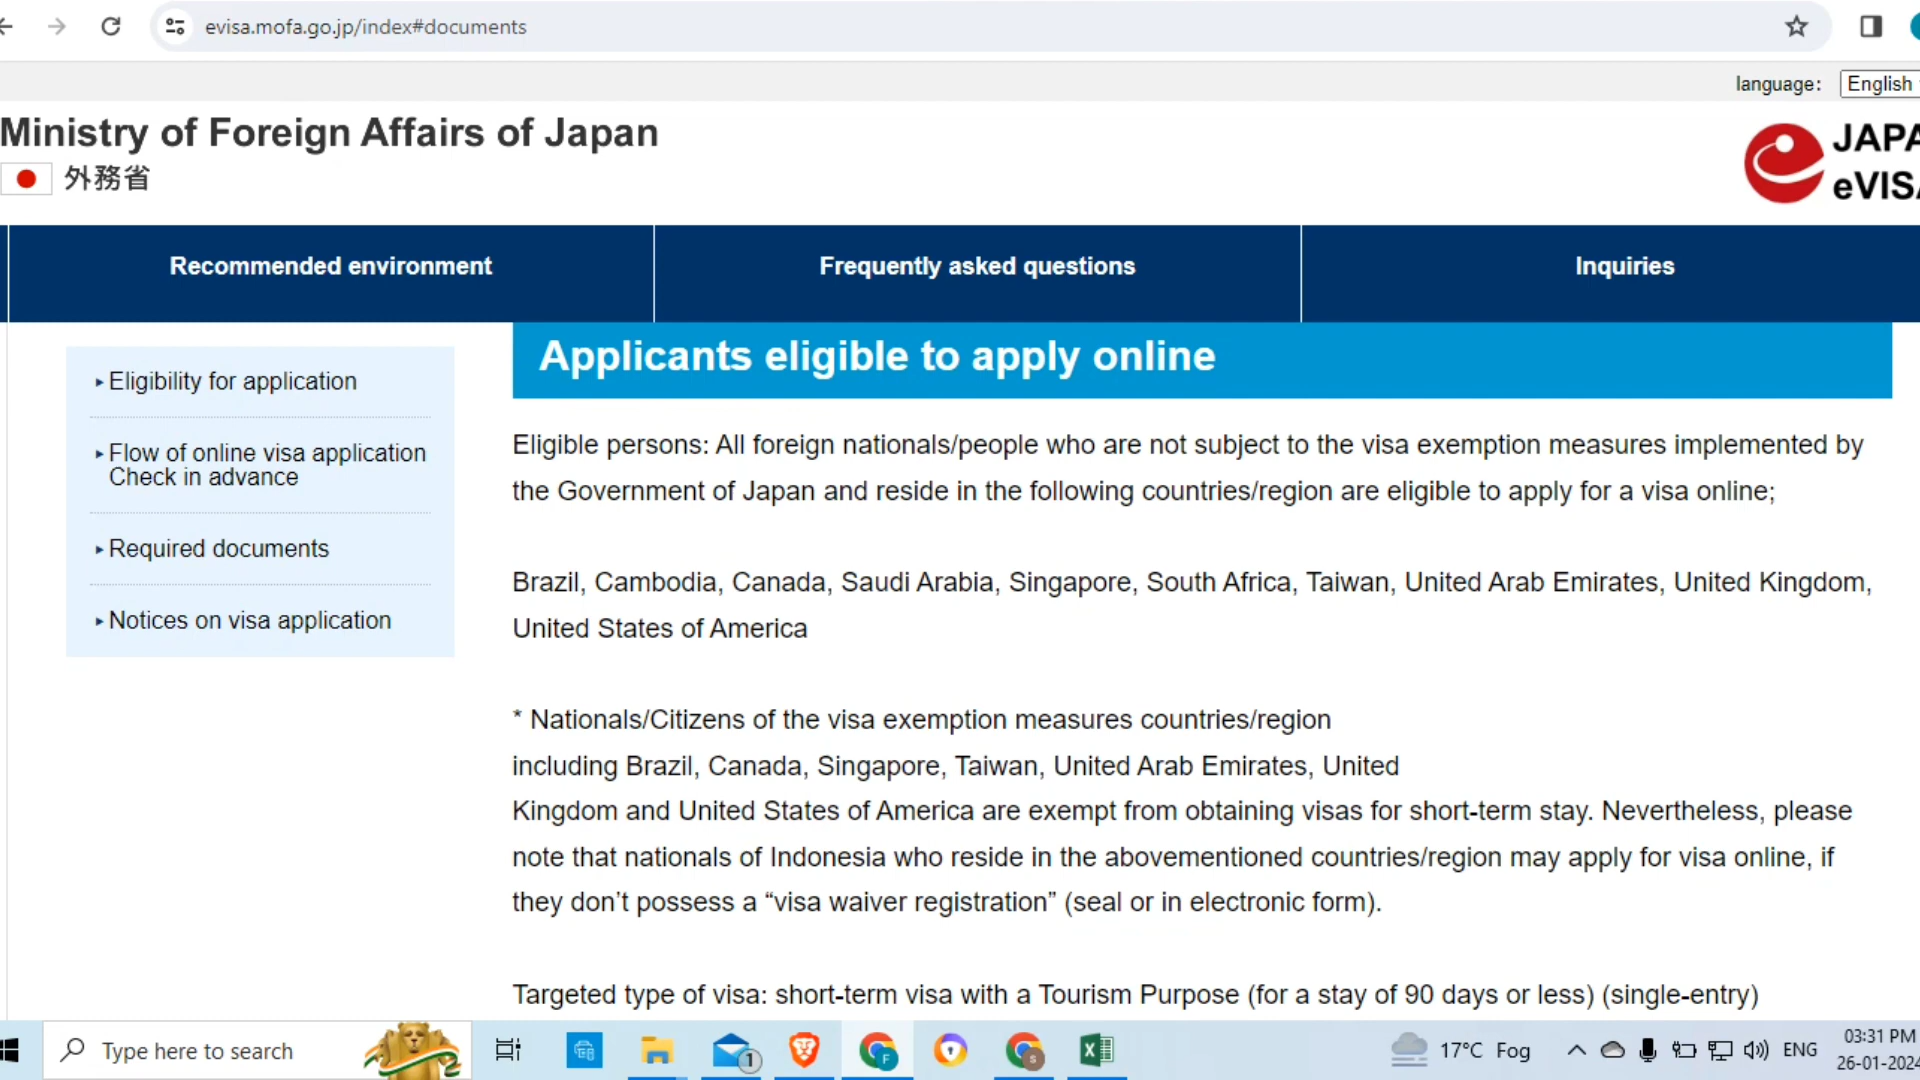 evisa.mofa.go.jp/index#documents
language: English
Ministry of Foreign Affairs of Japan
外務省
eVIS
Recommended environment
Frequently asked questions
Inquiries
Eligibility for application
Flow of online visa application
Check in advance
Required documents
Notices on visa application
Applicants eligible to apply online
Eligible persons: All foreign nationals/people who are not subject to the visa exemption measures implemented by
the Government of Japan and reside in the following countries/region are eligible to apply for a visa online;
Brazil, Cambodia, Canada, Saudi Arabia, Singapore, South Africa, Taiwan, United Arab Emirates, United Kingdom,
United States of America
* Nationals/Citizens of the visa exemption measures countries/region
including Brazil, Canada, Singapore, Taiwan, United Arab Emirates, United
Kingdom and United States of America are exempt from obtaining visas for short-term stay. Nevertheless, please
note that nationals of Indonesia who reside in the abovementioned countries/region may apply for visa online, if
they don’t possess a “visa waiver registration” (seal or in electronic form).
Targeted type of visa: short-term visa with a Tourism Purpose (for a stay of 90 days or less) (single-entry)
Type here to search
1
F
S
17°C Fog
ENG
03:31 PM
26-01-2024